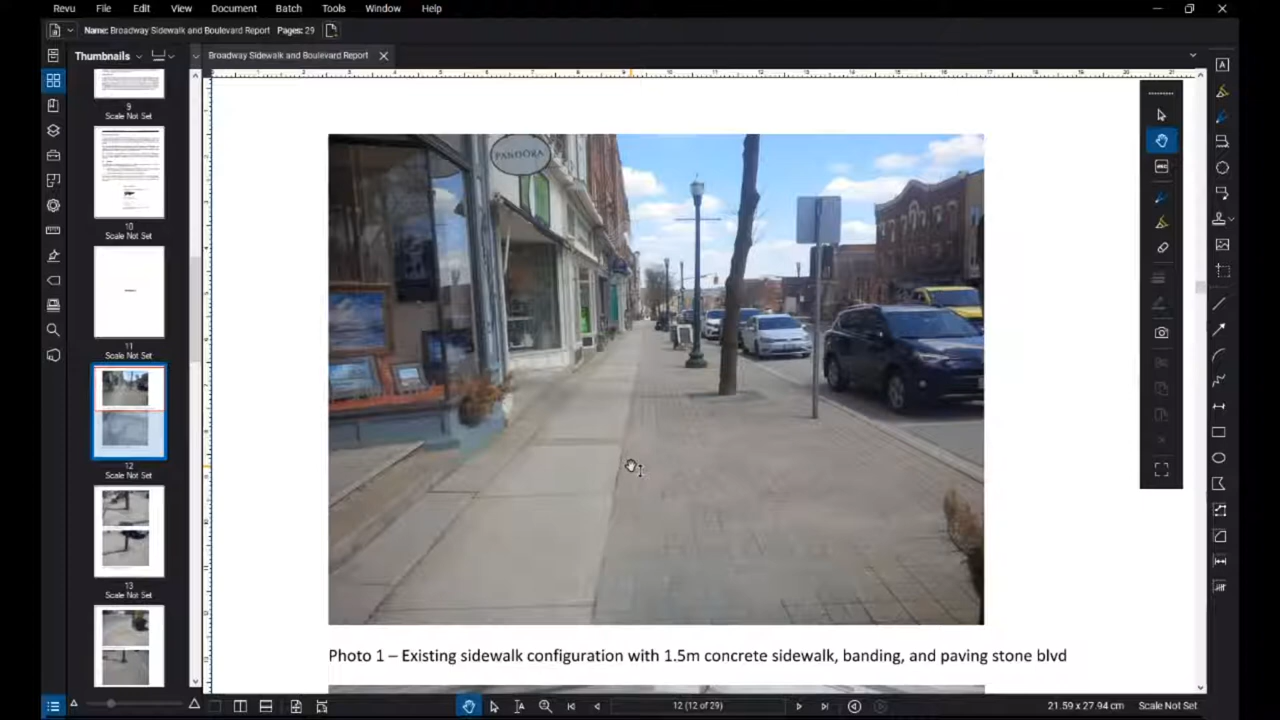 Revu File Edit View Document Batch Tools Window Help
Name: Broadway Sidewalk and Boulevard Report Pages: 29
Thumbnails
Broadway Sidewalk and Boulevard Report
9
Scale Not Set
10
Scale Not Set
11
Scale Not Set
12
Scale Not Set
13
Scale Not Set
PANDORA
Photo 1 – Existing sidewalk configuration with 1.5m concrete sidewalk, banding, and paving stone blvd
12 (12 of 29)
21.59 x 27.94 cm
Scale Not Set